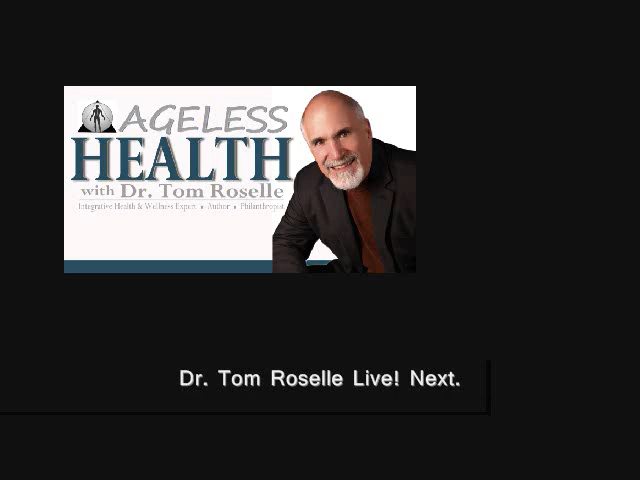 AGELESS
HEALTH
with Dr. Tom Roselle
Integrative Health & Wellness Expert • Author • Philanthropist
Dr. Tom Roselle Live! Next.